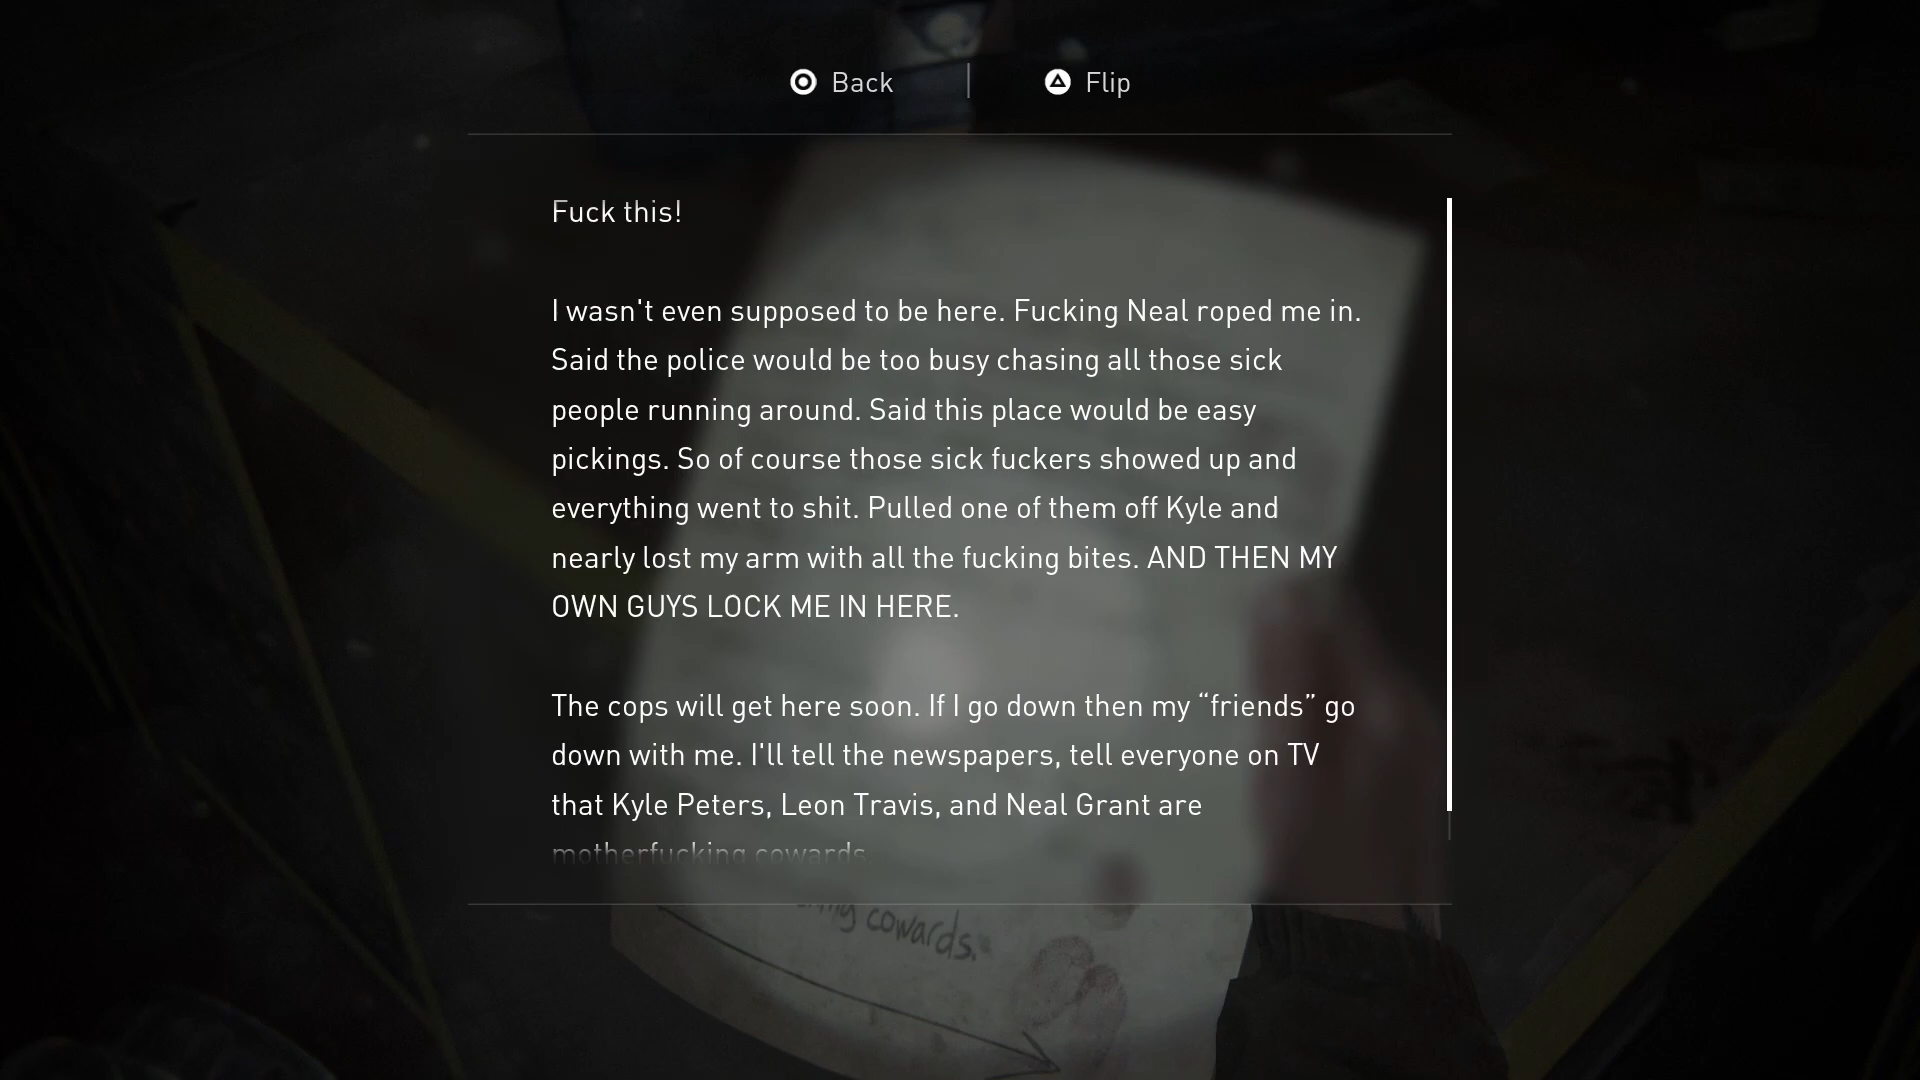 Back
Flip
Fuck this!
I wasn't even supposed to be here. Fucking Neal roped me in.
Said the police would be too busy chasing all those sick
people running around. Said this place would be easy
pickings. So of course those sick fuckers showed up and
everything went to shit. Pulled one of them off Kyle and
nearly lost my arm with all the fucking bites. AND THEN MY
OWN GUYS LOCK ME IN HERE.
The cops will get here soon. If I go down then my “friends” go
down with me. I'll tell the newspapers, tell everyone on TV
that Kyle Peters, Leon Travis, and Neal Grant are
motherfucking cowards.
cowards.